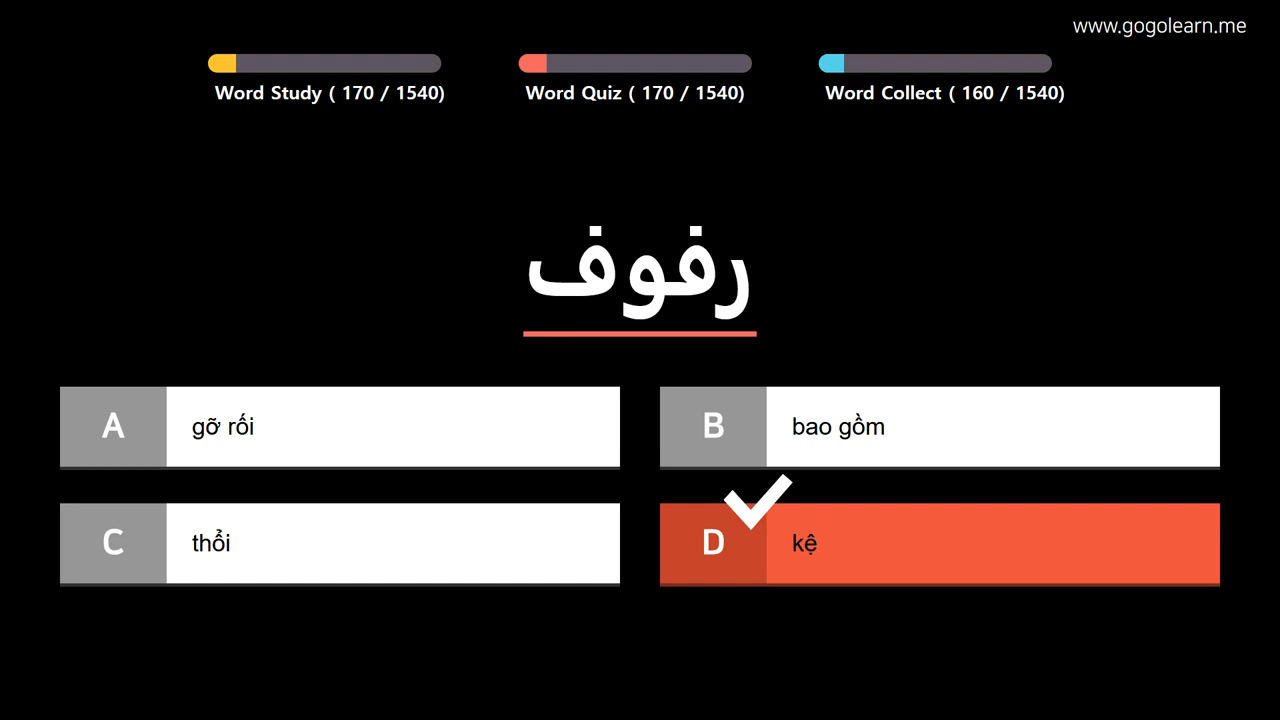 www.gogolearn.me
Word Study ( 170 / 1540)
Word Quiz ( 170 / 1540)
Word Collect ( 160 / 1540)
رفوف
A
gỡ rối
B
bao gồm
C
thổi
D
kệ